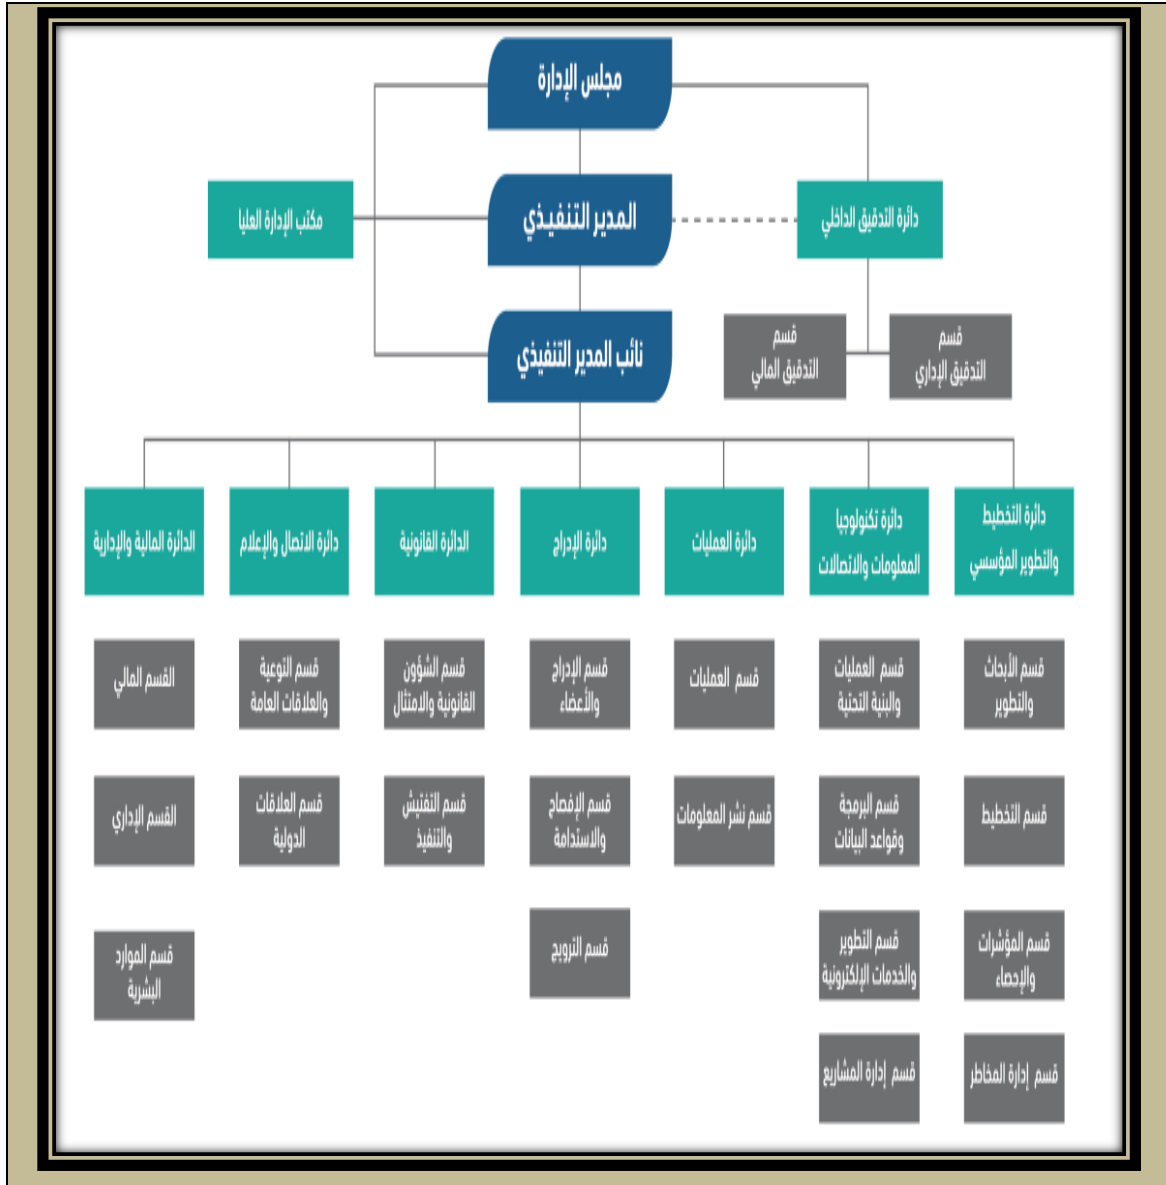 مجلس الإدارة
المدير التنفيذي
دائرة التدقيق الداخلي
مكتب الإدارة العليا
نائب المدير التنفيذي
قسم
التدقيق الإداري
قسم
التدقيق المالي
دائرة التخطيط
والتطوير المؤسسي
دائرة تكنولوجيا
المعلومات والاتصالات
دائرة العمليات
دائرة الإدراج
الدائرة القانونية
دائرة الاتصال والإعلام
الدائرة المالية والإدارية
قسم الأبحاث
والتطوير
قسم العمليات
والبنية التحتية
قسم العمليات
قسم الإدراج
والأعضاء
قسم الشؤون
القانونية والامتثال
قسم التوعية
والعلاقات العامة
القسم المالي
قسم التخطيط
قسم البرمجة
وقواعد البيانات
قسم نشر المعلومات
قسم الإفصاح
والاستدامة
قسم التفتيش
والتنفيذ
قسم العلاقات
الدولية
القسم الإداري
قسم المؤشرات
والإحصاء
قسم التطوير
والخدمات الإلكترونية
قسم الترويج
قسم الموارد
البشرية
قسم إدارة المخاطر
قسم إدارة المشاريع